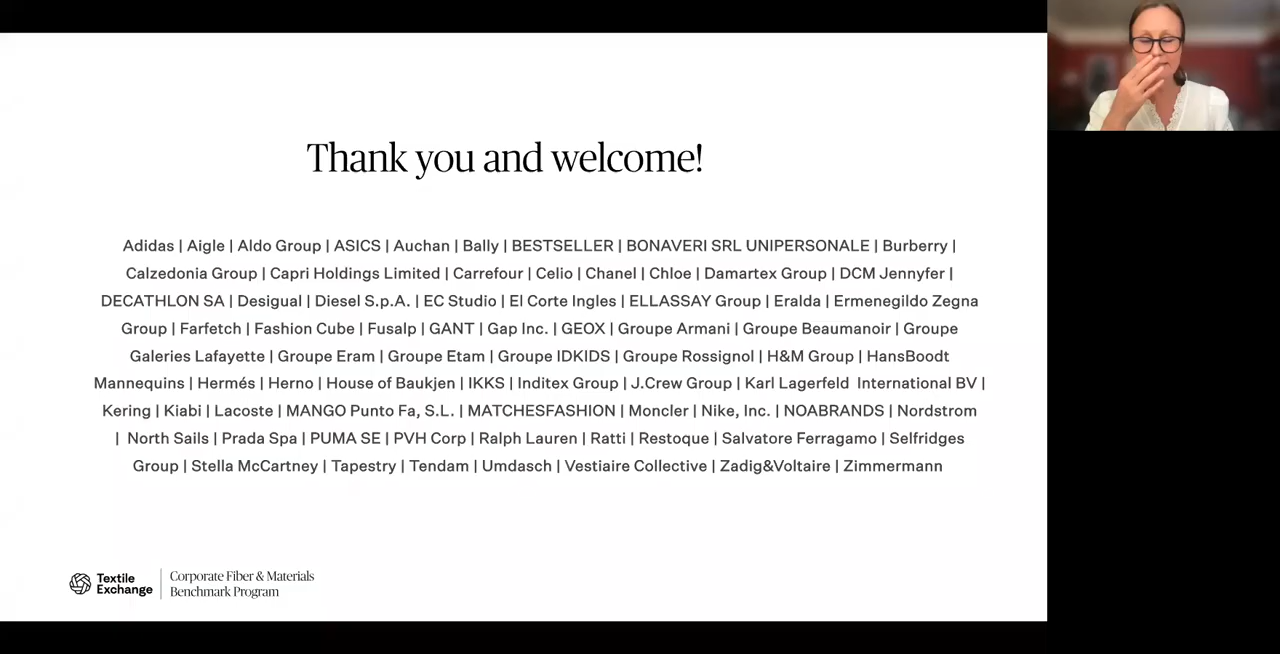 Thank you and welcome!
Adidas | Aigle | Aldo Group | ASICS | Auchan | Bally | BESTSELLER | BONAVERI SRL UNIPERSONALE | Burberry |
Calzedonia Group | Capri Holdings Limited | Carrefour | Celio | Chanel | Chloe | Damartex Group | DCM Jennyfer |
DECATHLON SA | Desigual | Diesel S.p.A. | EC Studio | El Corte Ingles | ELLASSAY Group | Eralda | Ermenegildo Zegna
Group | Farfetch | Fashion Cube | Fusalp | GANT | Gap Inc. | GEOX | Groupe Armani | Groupe Beaumanoir | Groupe
Galeries Lafayette | Groupe Eram | Groupe Etam | Groupe IDKIDS | Groupe Rossignol | H&M Group | HansBoodt
Mannequins | Hermés | Herno | House of Baukjen | IKKS | Inditex Group | J.Crew Group | Karl Lagerfeld International BV |
Kering | Kiabi | Lacoste | MANGO Punto Fa, S.L. | MATCHESFASHION | Moncler | Nike, Inc. | NOABRANDS | Nordstrom
| North Sails | Prada Spa | PUMA SE | PVH Corp | Ralph Lauren | Ratti | Restoque | Salvatore Ferragamo | Selfridges
Group | Stella McCartney | Tapestry | Tendam | Umdasch | Vestiaire Collective | Zadig&Voltaire | Zimmermann
Textile
Exchange
Corporate Fiber & Materials
Benchmark Program